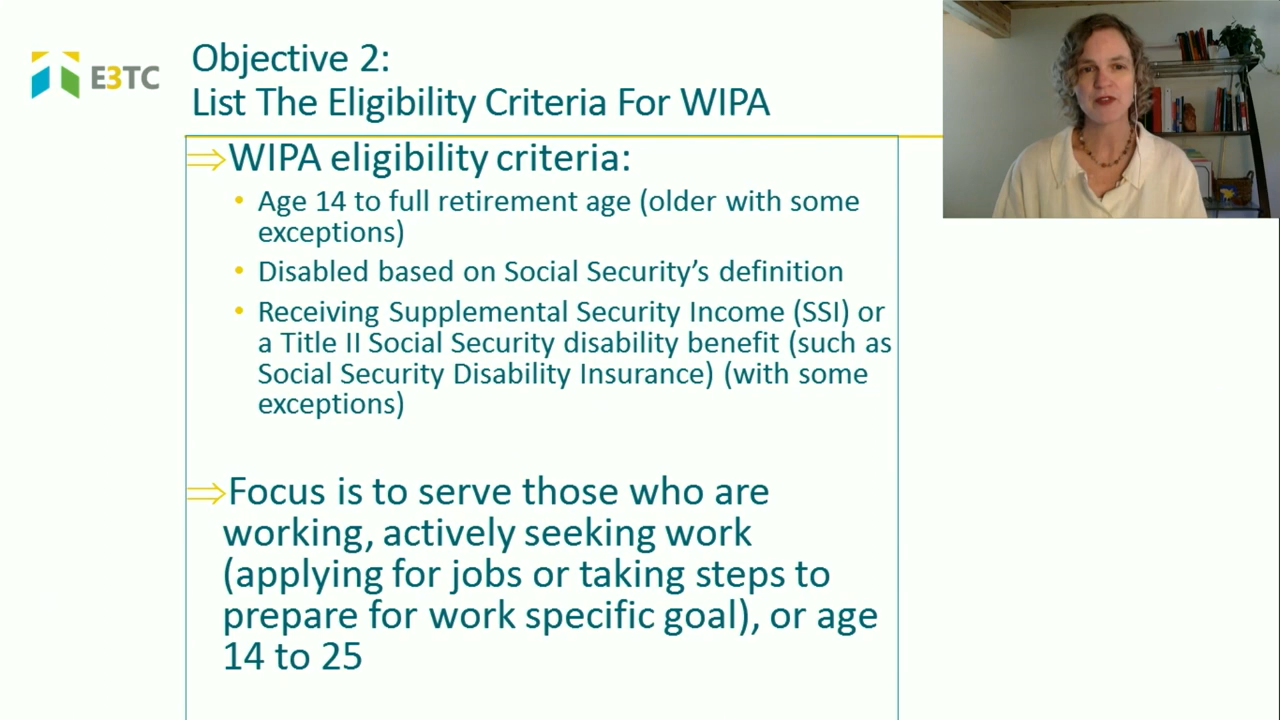 E3TC
Objective 2:
List The Eligibility Criteria For WIPA
⇒WIPA eligibility criteria:
• Age 14 to full retirement age (older with some
exceptions)
• Disabled based on Social Security’s definition
• Receiving Supplemental Security Income (SSI) or
a Title II Social Security disability benefit (such as
Social Security Disability Insurance) (with some
exceptions)
⇒Focus is to serve those who are
working, actively seeking work
(applying for jobs or taking steps to
prepare for work specific goal), or age
14 to 25